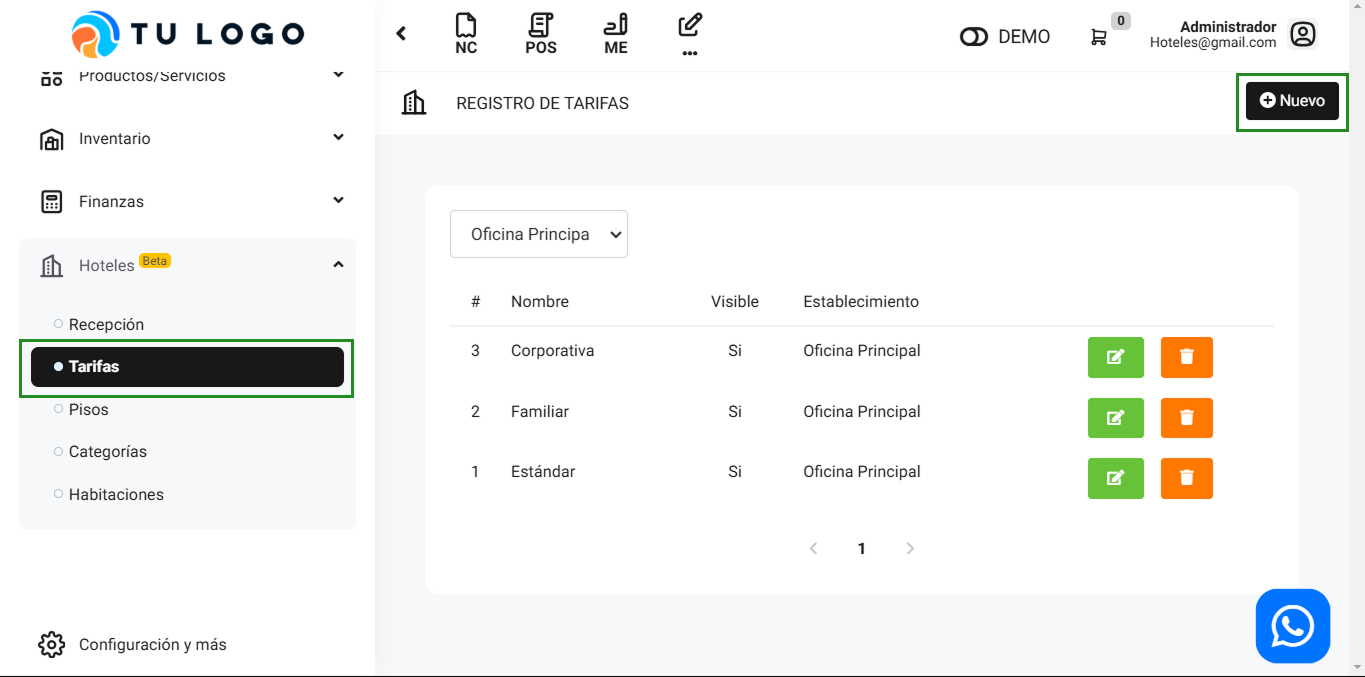 TU LOGO
Productos/Servicios
Inventario
Finanzas
Hoteles Beta
Recepción
Tarifas
Pisos
Categorías
Habitaciones
Configuración y más
NC POS ME ...
DEMO
0
Administrador
Hoteles@gmail.com
REGISTRO DE TARIFAS
Nuevo
Oficina Principa
# Nombre Visible Establecimiento
3 Corporativa Si Oficina Principal
2 Familiar Si Oficina Principal
1 Estándar Si Oficina Principal
1